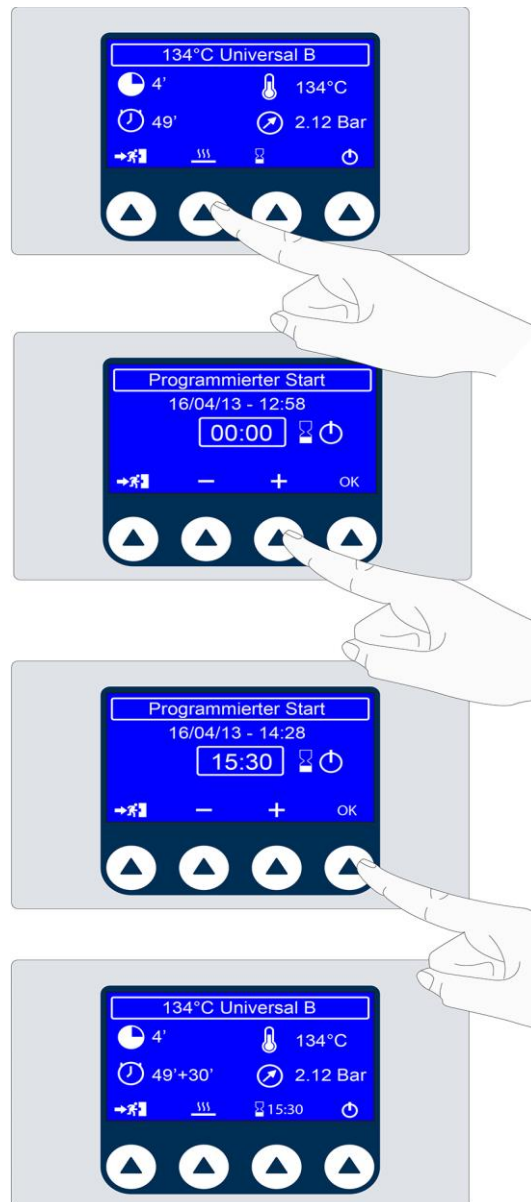 134°C Universal B
4’ 134°C
49’ 2.12 Bar
Programmierter Start
16/04/13 - 12:58
00:00
− + OK
Programmierter Start
16/04/13 - 14:28
15:30
− + OK
134°C Universal B
4’ 134°C
49’+30’ 2.12 Bar
15:30